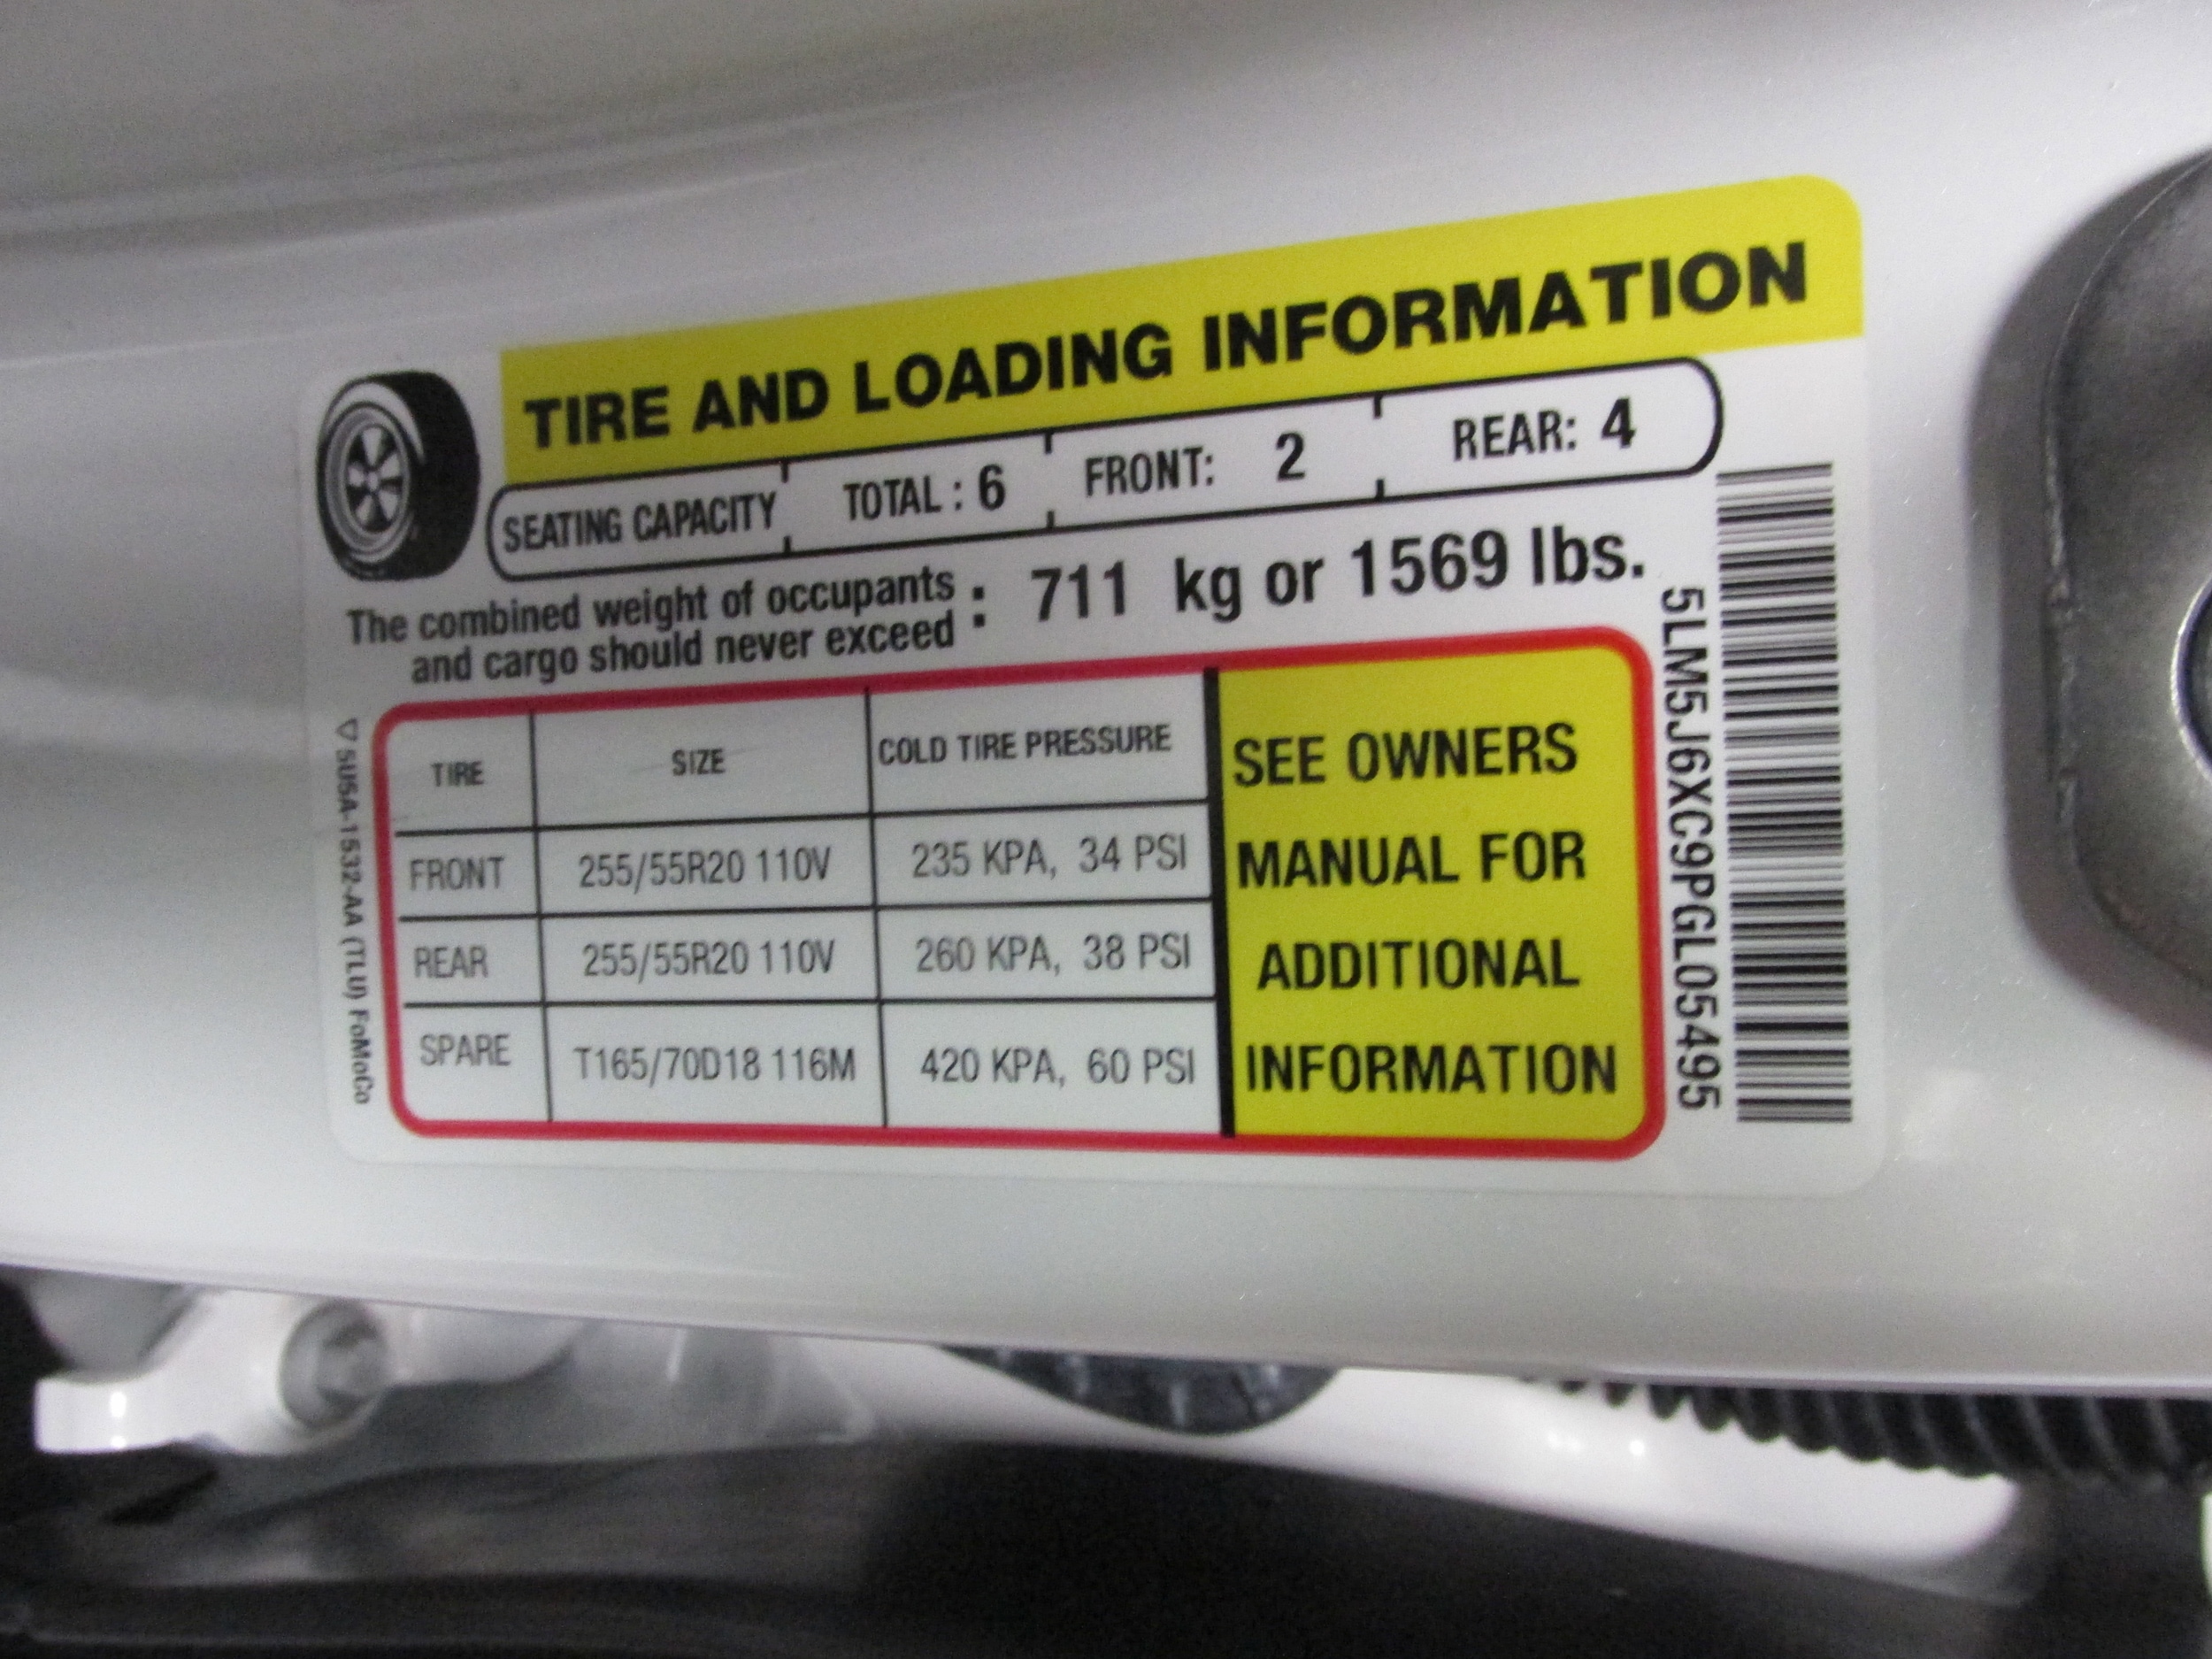 TIRE AND LOADING INFORMATION
SEATING CAPACITY TOTAL : 6 FRONT: 2 REAR: 4
The combined weight of occupants
and cargo should never exceed : 711 kg or 1569 lbs.
TIRE SIZE COLD TIRE PRESSURE
FRONT 255/55R20 110V 235 KPA, 34 PSI
REAR 255/55R20 110V 260 KPA, 38 PSI
SPARE T165/70D18 116M 420 KPA, 60 PSI
SEE OWNERS
MANUAL FOR
ADDITIONAL
INFORMATION
5LM5J6XC9PGL05495
5U5A-1532-AA (TLU) FoMoCo